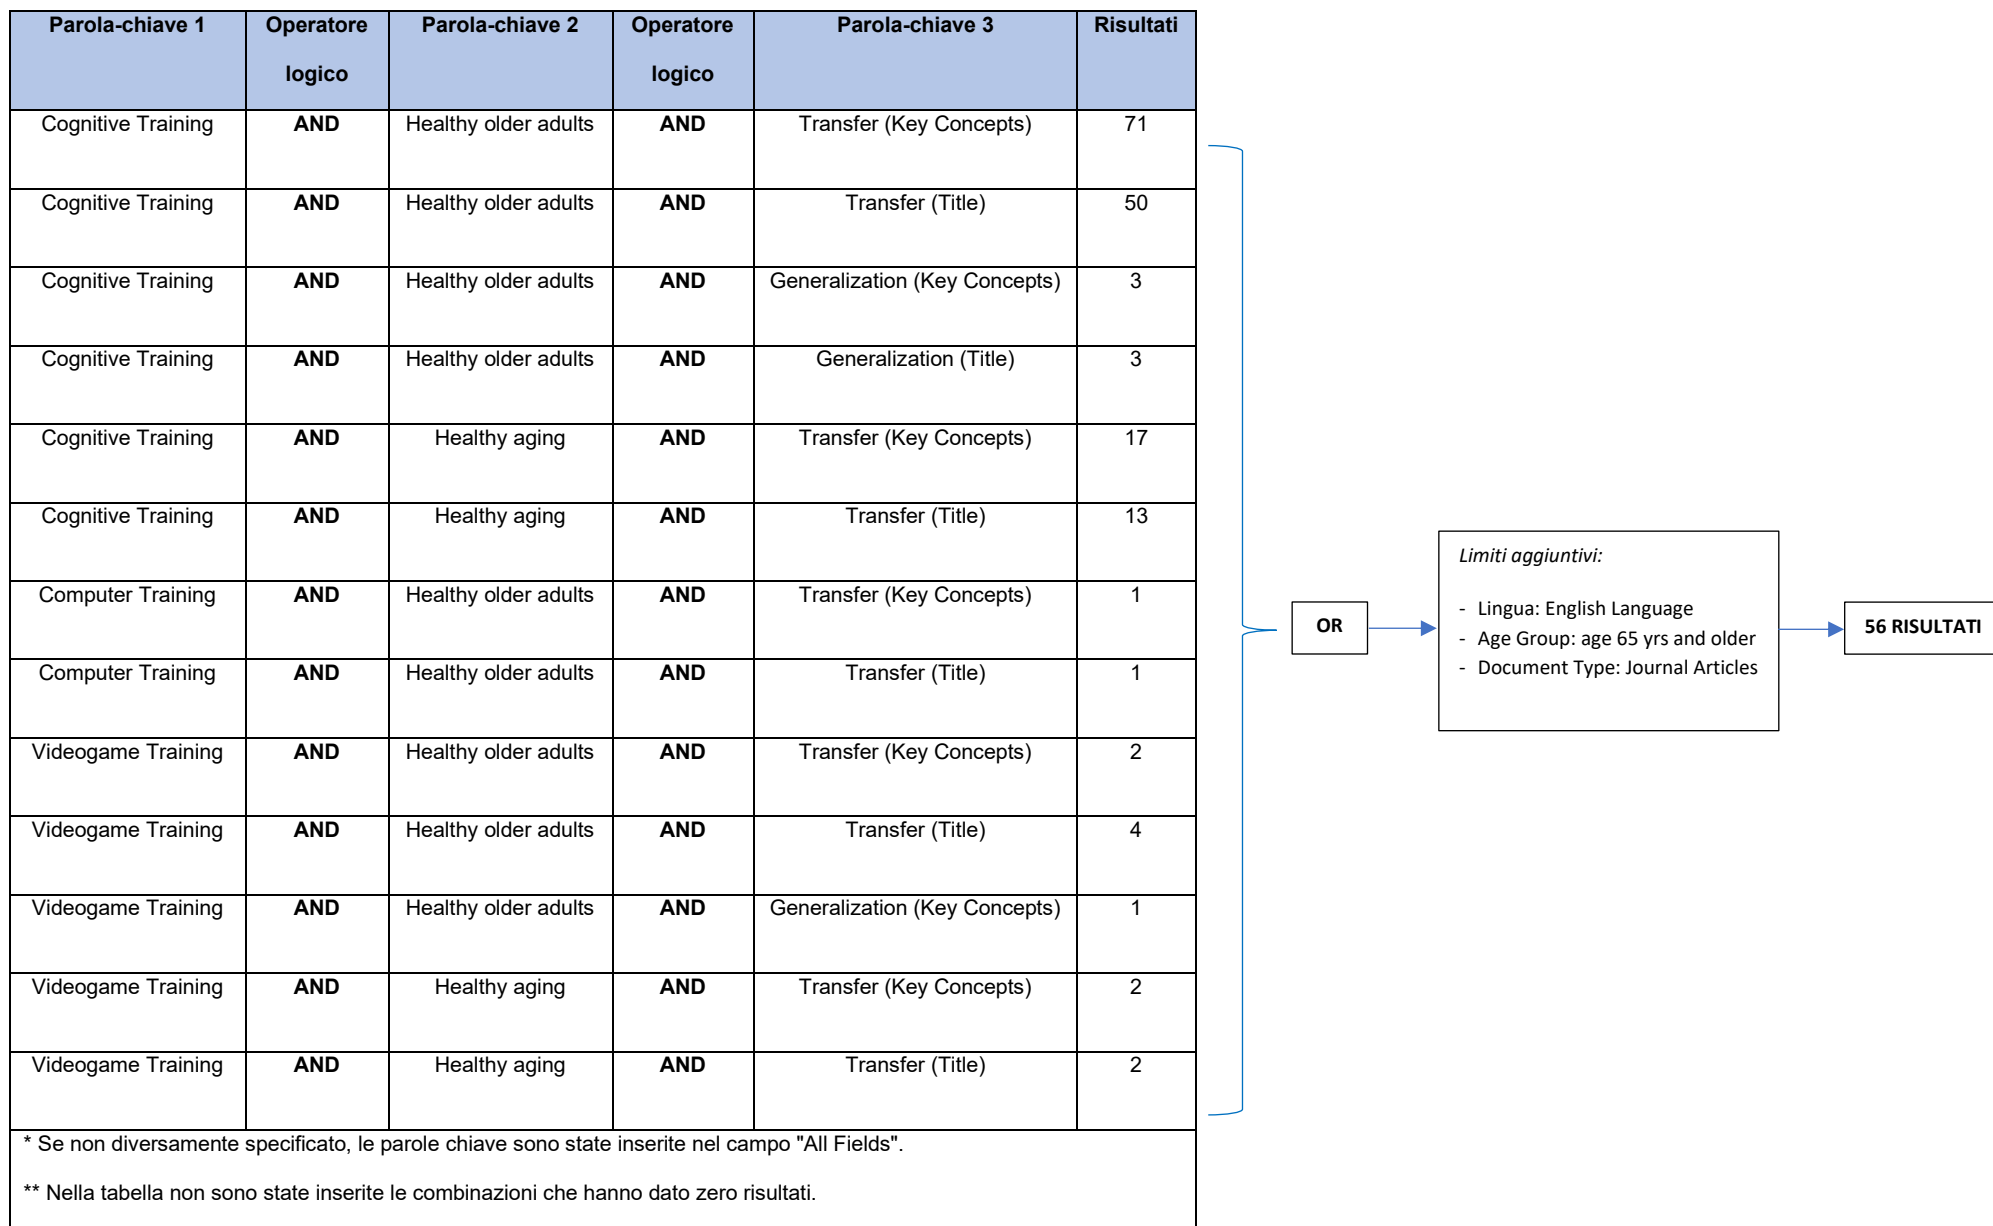 Parola-chiave 1 Operatore logico Parola-chiave 2 Operatore logico Parola-chiave 3 Risultati
Cognitive Training AND Healthy older adults AND Transfer (Key Concepts) 71
Cognitive Training AND Healthy older adults AND Transfer (Title) 50
Cognitive Training AND Healthy older adults AND Generalization (Key Concepts) 3
Cognitive Training AND Healthy older adults AND Generalization (Title) 3
Cognitive Training AND Healthy aging AND Transfer (Key Concepts) 17
Cognitive Training AND Healthy aging AND Transfer (Title) 13
Computer Training AND Healthy older adults AND Transfer (Key Concepts) 1
Computer Training AND Healthy older adults AND Transfer (Title) 1
Videogame Training AND Healthy older adults AND Transfer (Key Concepts) 2
Videogame Training AND Healthy older adults AND Transfer (Title) 4
Videogame Training AND Healthy older adults AND Generalization (Key Concepts) 1
Videogame Training AND Healthy aging AND Transfer (Key Concepts) 2
Videogame Training AND Healthy aging AND Transfer (Title) 2
* Se non diversamente specificato, le parole chiave sono state inserite nel campo "All Fields".
** Nella tabella non sono state inserite le combinazioni che hanno dato zero risultati.
OR
Limiti aggiuntivi:
- Lingua: English Language
- Age Group: age 65 yrs and older
- Document Type: Journal Articles
56 RISULTATI